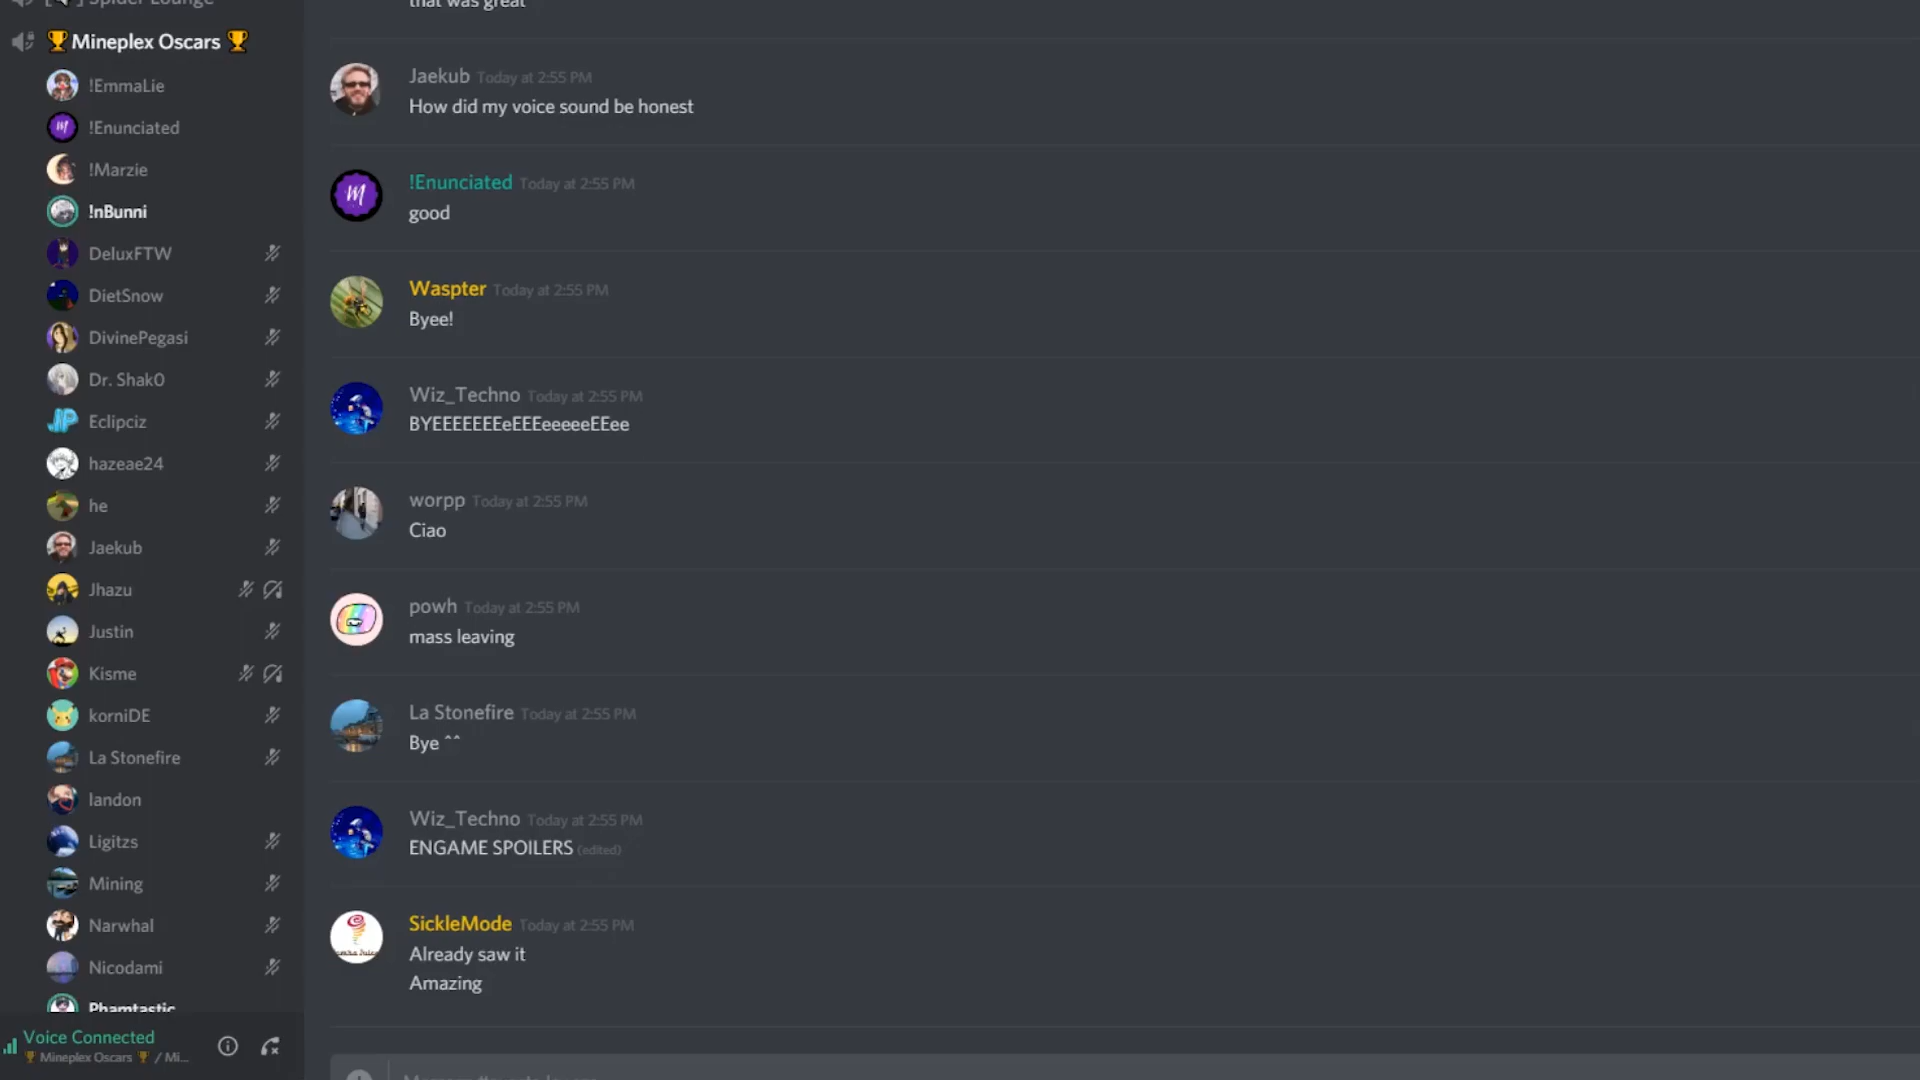 Spider Lounge
🏆 Mineplex Oscars 🏆
!EmmaLie
!Enunciated
!Marzie
!nBunni
DeluxFTW
DietSnow
DivinePegasi
Dr. Shak0
Eclipciz
hazeae24
he
Jaekub
Jhazu
Justin
Kisme
korniDE
La Stonefire
landon
Ligitzs
Mining
Narwhal
Nicodami
Phamtastic
Voice Connected
🏆 Mineplex Oscars 🏆 / Mi...
that was great
Jaekub Today at 2:55 PM
How did my voice sound be honest
!Enunciated Today at 2:55 PM
good
Waspter Today at 2:55 PM
Byee!
Wiz_Techno Today at 2:55 PM
BYEEEEEEEeEEEeeeeeEEee
worpp Today at 2:55 PM
Ciao
powh Today at 2:55 PM
mass leaving
La Stonefire Today at 2:55 PM
Bye ^^
Wiz_Techno Today at 2:55 PM
ENGAME SPOILERS (edited)
SickleMode Today at 2:55 PM
Already saw it
Amazing